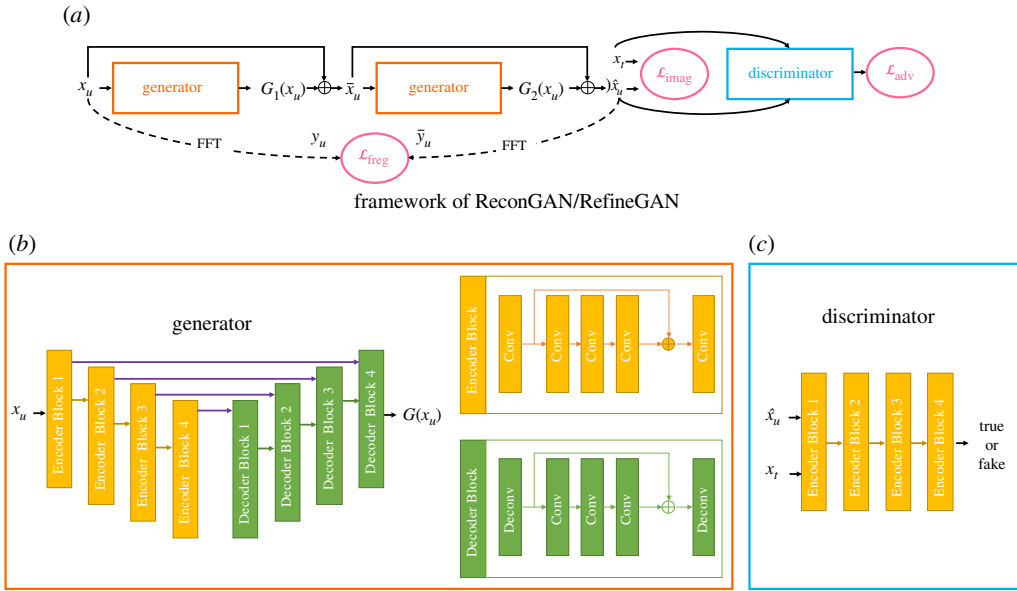 (a)
x_u
generator
G_1(x_u)
x̄_u
generator
G_2(x_u)
x̂_u
x_t
ℒ_imag
discriminator
ℒ_adv
FFT
y_u
ℒ_freg
ȳ_u
FFT
framework of ReconGAN/RefineGAN
(b)
generator
x_u
Encoder Block 1
Encoder Block 2
Encoder Block 3
Encoder Block 4
Decoder Block 1
Decoder Block 2
Decoder Block 3
Decoder Block 4
G(x_u)
Encoder Block
Conv
Conv
Conv
Conv
Conv
Decoder Block
Deconv
Conv
Conv
Conv
Deconv
(c)
discriminator
x̂_u
x_t
Encoder Block 1
Encoder Block 2
Encoder Block 3
Encoder Block 4
true
or
fake